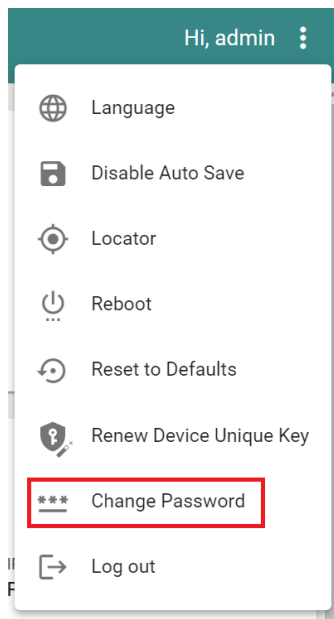 Hi, admin
Language
Disable Auto Save
Locator
Reboot
Reset to Defaults
Renew Device Unique Key
*** Change Password
Log out